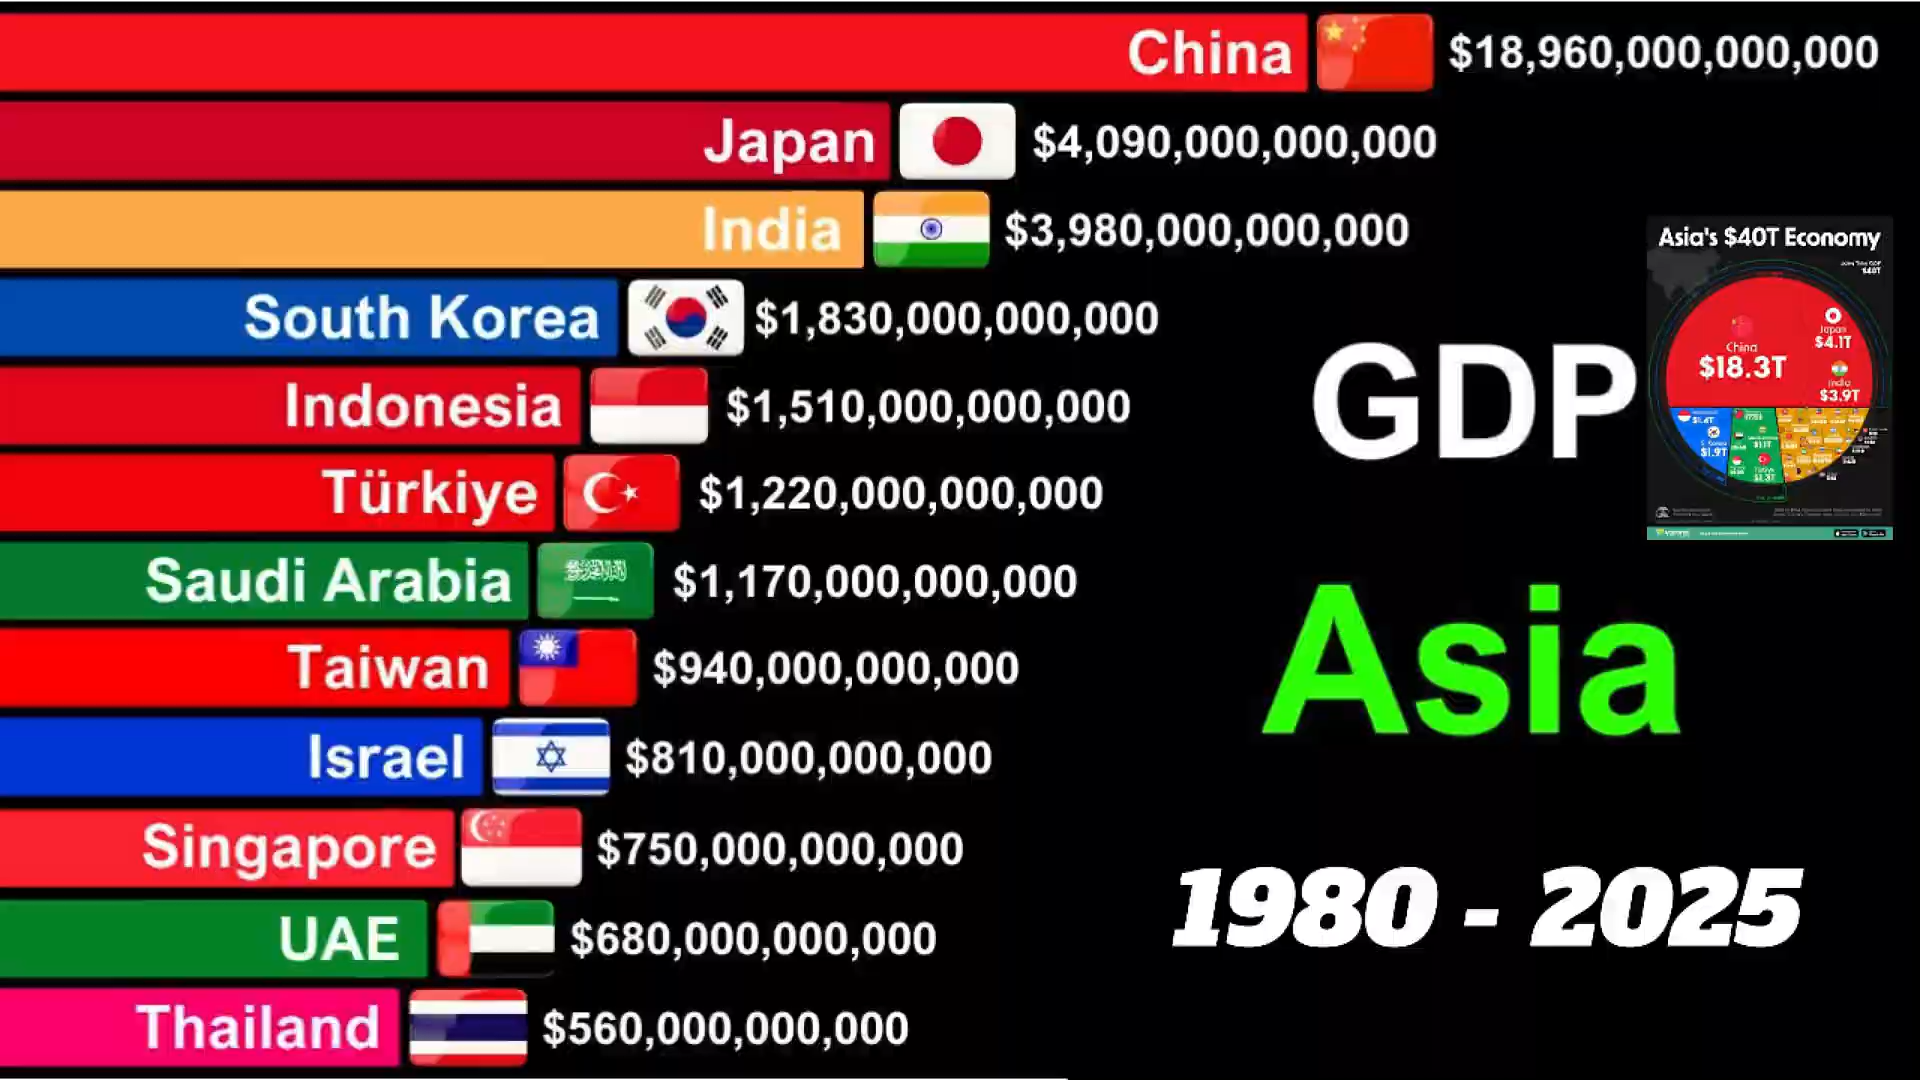 China $18,960,000,000,000
Japan $4,090,000,000,000
India $3,980,000,000,000
South Korea $1,830,000,000,000
Indonesia $1,510,000,000,000
Türkiye $1,220,000,000,000
Saudi Arabia $1,170,000,000,000
Taiwan $940,000,000,000
Israel $810,000,000,000
Singapore $750,000,000,000
UAE $680,000,000,000
Thailand $560,000,000,000
GDP
Asia
1980 - 2025
Asia's $40T Economy
$40T
Japan
$4.1T
China
$18.3T
India
$3.9T
$1.9T